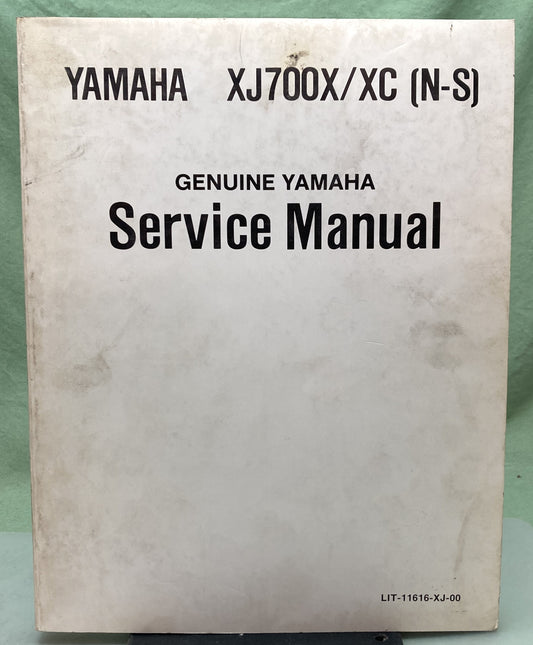 YAMAHA XJ700X/XC (N-S)
GENUINE YAMAHA
Service Manual
LIT-11616-XJ-00